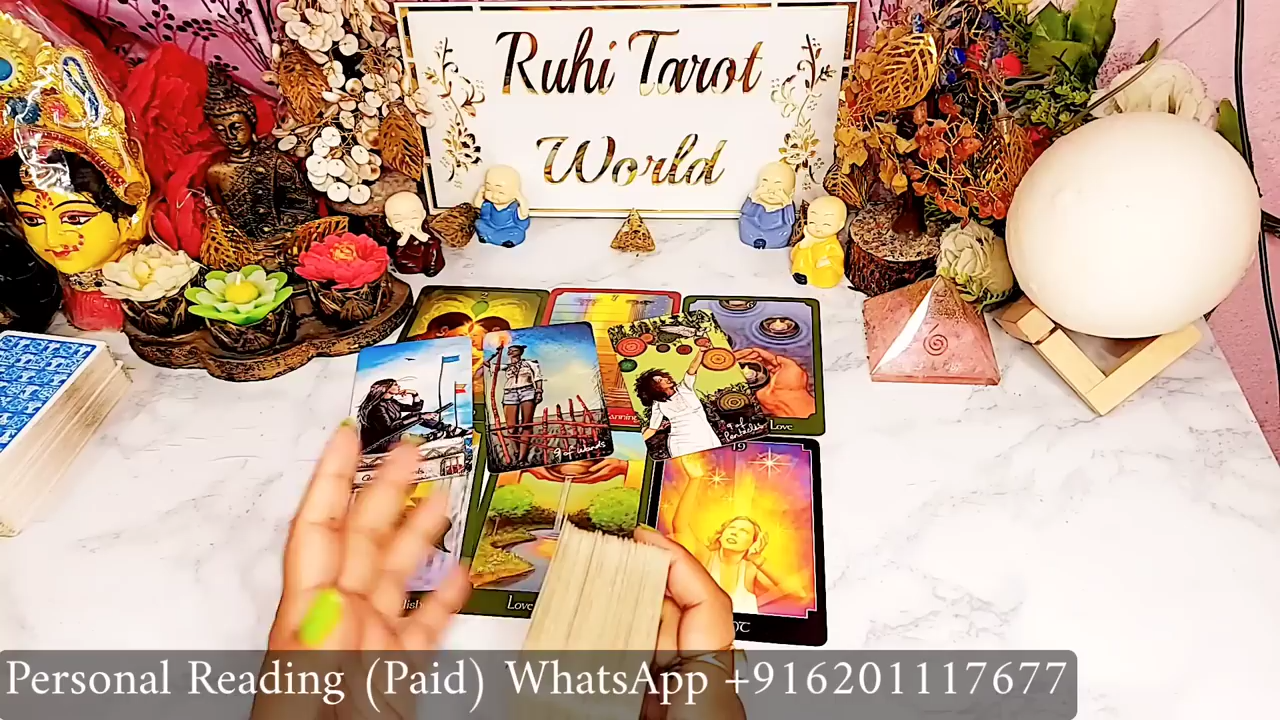 Ruhi Tarot
World
9 of Wands
9 of
Pentacles
Love
Love
19
Personal Reading (Paid) WhatsApp +916201117677